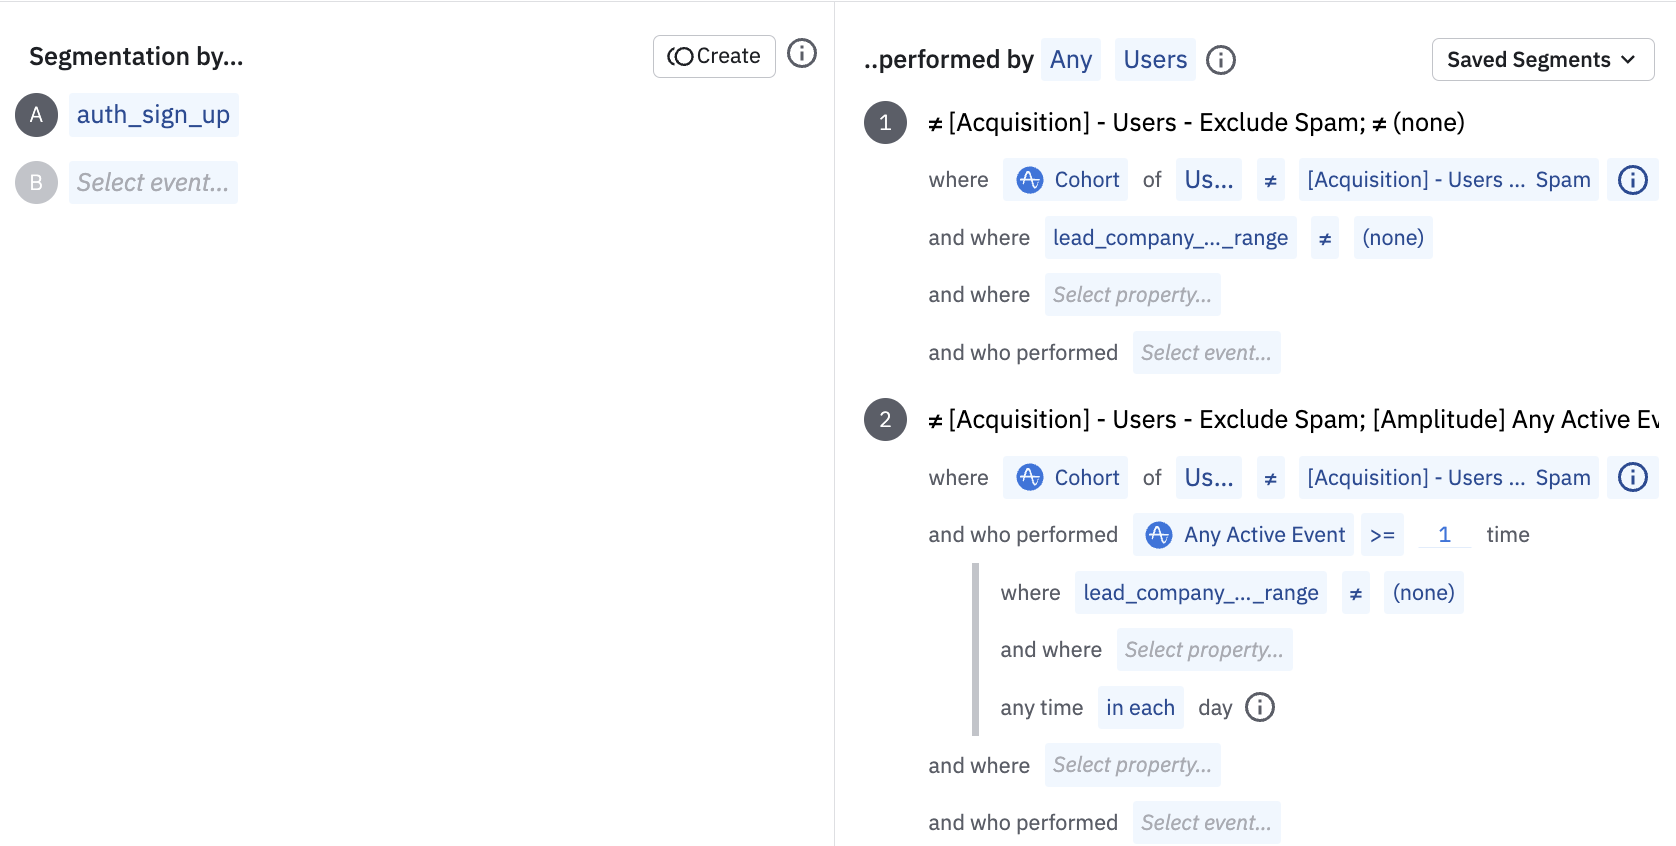 Segmentation by...
Create
A auth_sign_up
B Select event...
..performed by Any Users
Saved Segments
1 ≠ [Acquisition] - Users - Exclude Spam; ≠ (none)
where Cohort of Us... ≠ [Acquisition] - Users ... Spam
and where lead_company_..._range ≠ (none)
and where Select property...
and who performed Select event...
2 ≠ [Acquisition] - Users - Exclude Spam; [Amplitude] Any Active Ev
where Cohort of Us... ≠ [Acquisition] - Users ... Spam
and who performed Any Active Event >= 1 time
where lead_company_..._range ≠ (none)
and where Select property...
any time in each day
and where Select property...
and who performed Select event...